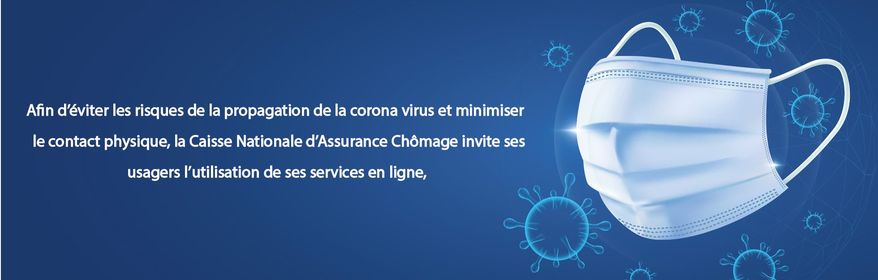 Afin d'éviter les risques de la propagation de la corona virus et minimiser
le contact physique, la Caisse Nationale d'Assurance Chômage invite ses
usagers l'utilisation de ses services en ligne,